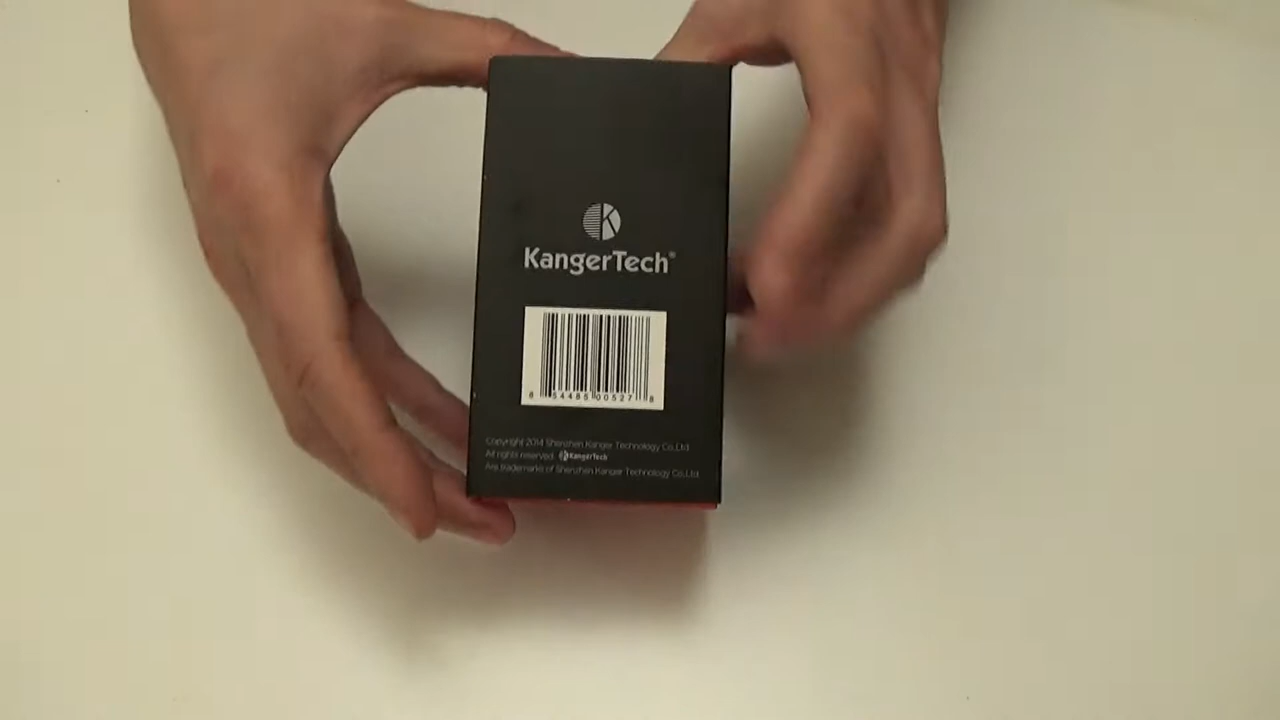 KangerTech®
8 54485 00527 8
Copyright 2014 Shenzhen Kanger Technology Co.,Ltd
All rights reserved. KangerTech
Are trademarks of Shenzhen Kanger Technology Co.,Ltd.